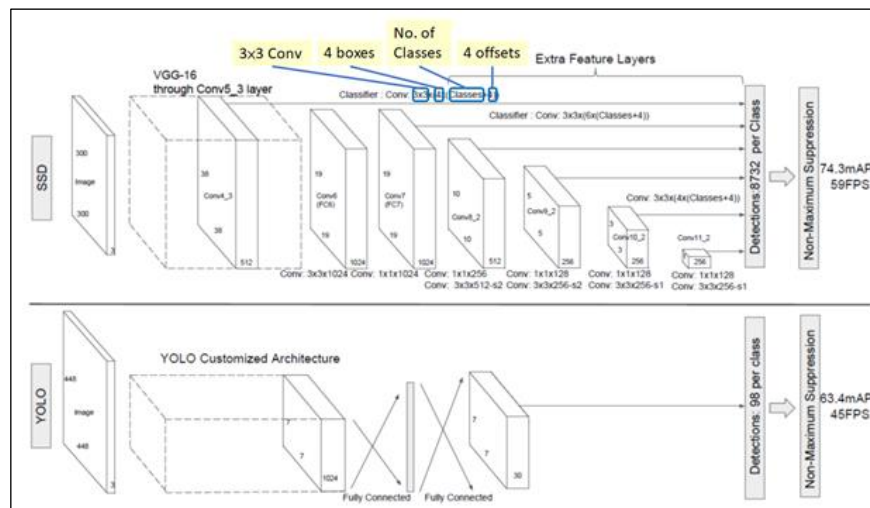 No. of
Classes
3x3 Conv
4 boxes
4 offsets
Extra Feature Layers
VGG-16
through Conv5_3 layer
Classifier : Conv: 3x3x(4x(Classes+4))
Classifier : Conv: 3x3x(6x(Classes+4))
SSD
300
Image
300
3
38
Conv4_3
38
512
19
Conv6
(FC6)
19
1024
19
Conv7
(FC7)
19
1024
10
Conv8_2
10
512
5
Conv9_2
5
256
Conv: 3x3x(4x(Classes+4))
3
Conv10_2
3
256
Conv11_2
256
Conv: 3x3x1024
Conv: 1x1x1024
Conv: 1x1x256
Conv: 3x3x512-s2
Conv: 1x1x128
Conv: 3x3x256-s2
Conv: 1x1x128
Conv: 3x3x256-s1
Conv: 1x1x128
Conv: 3x3x256-s1
Detections:8732 per Class
Non-Maximum Suppression
74.3mAP
59FPS
YOLO
448
Image
448
3
YOLO Customized Architecture
7
7
1024
Fully Connected
Fully Connected
7
7
30
Detections: 98 per class
Non-Maximum Suppression
63.4mAP
45FPS